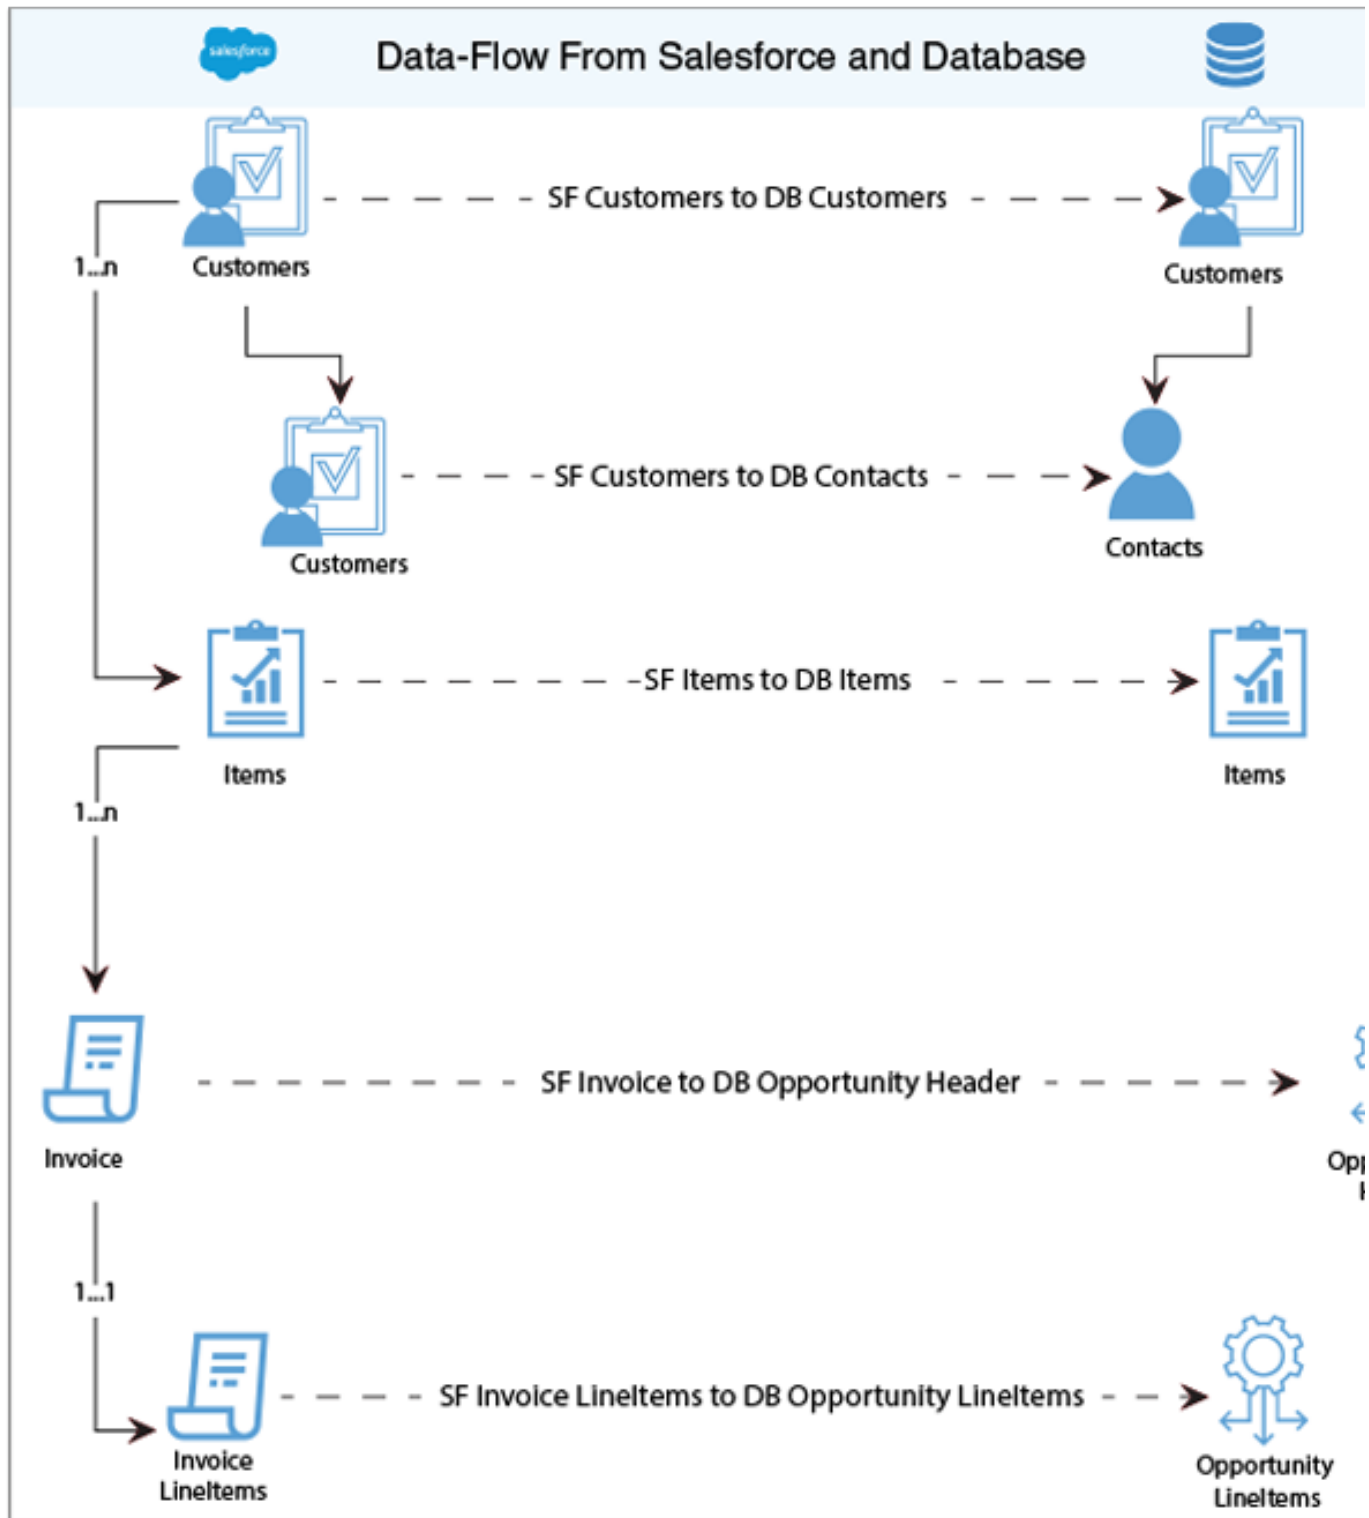 salesforce
Data-Flow From Salesforce and Database
SF Customers to DB Customers
1...n
Customers
Customers
SF Customers to DB Contacts
Customers
Contacts
SF Items to DB Items
Items
Items
1...n
SF Invoice to DB Opportunity Header
Invoice
Opp
1...1
SF Invoice LineItems to DB Opportunity LineItems
Invoice
LineItems
Opportunity
LineItems